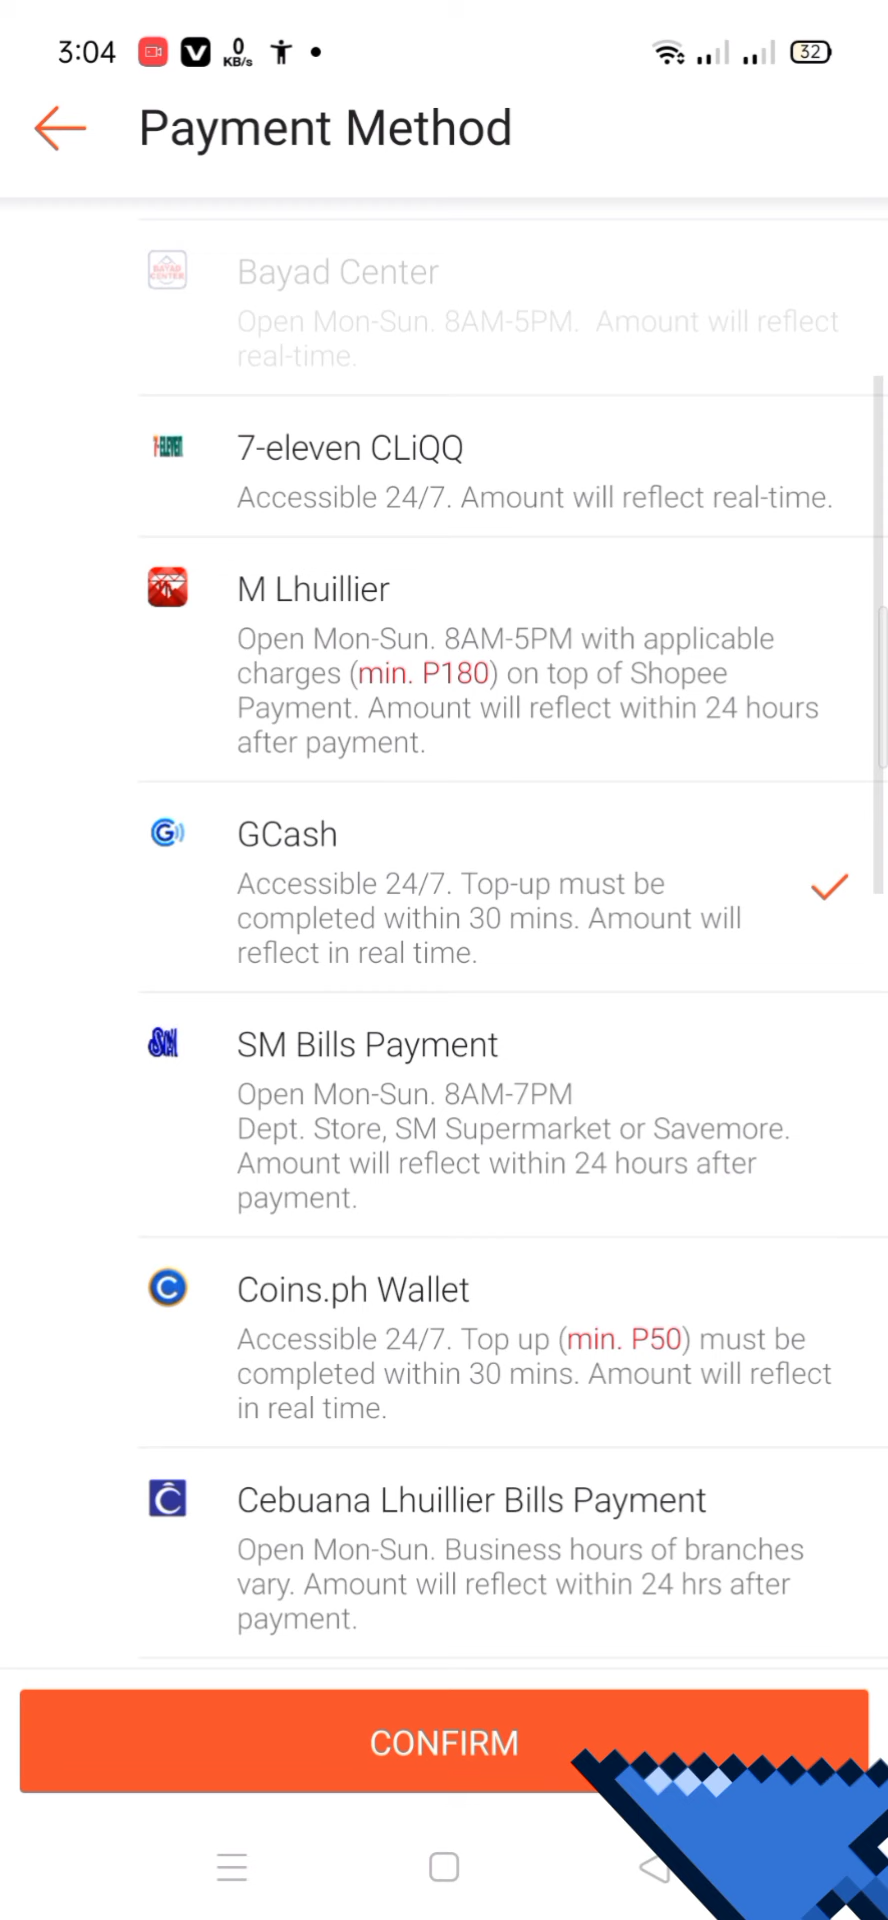 3:04
0
KB/s
32
Payment Method
BAYAD
CENTER
Bayad Center
Open Mon-Sun. 8AM-5PM.  Amount will reflect
real-time.
7-ELEVEN
7-eleven CLiQQ
Accessible 24/7. Amount will reflect real-time.
M Lhuillier
Open Mon-Sun. 8AM-5PM with applicable
charges (min. P180) on top of Shopee
Payment. Amount will reflect within 24 hours
after payment.
G
GCash
Accessible 24/7. Top-up must be
completed within 30 mins. Amount will
reflect in real time.
SM
SM Bills Payment
Open Mon-Sun. 8AM-7PM
Dept. Store, SM Supermarket or Savemore.
Amount will reflect within 24 hours after
payment.
C
Coins.ph Wallet
Accessible 24/7. Top up (min. P50) must be
completed within 30 mins. Amount will reflect
in real time.
C
Cebuana Lhuillier Bills Payment
Open Mon-Sun. Business hours of branches
vary. Amount will reflect within 24 hrs after
payment.
CONFIRM